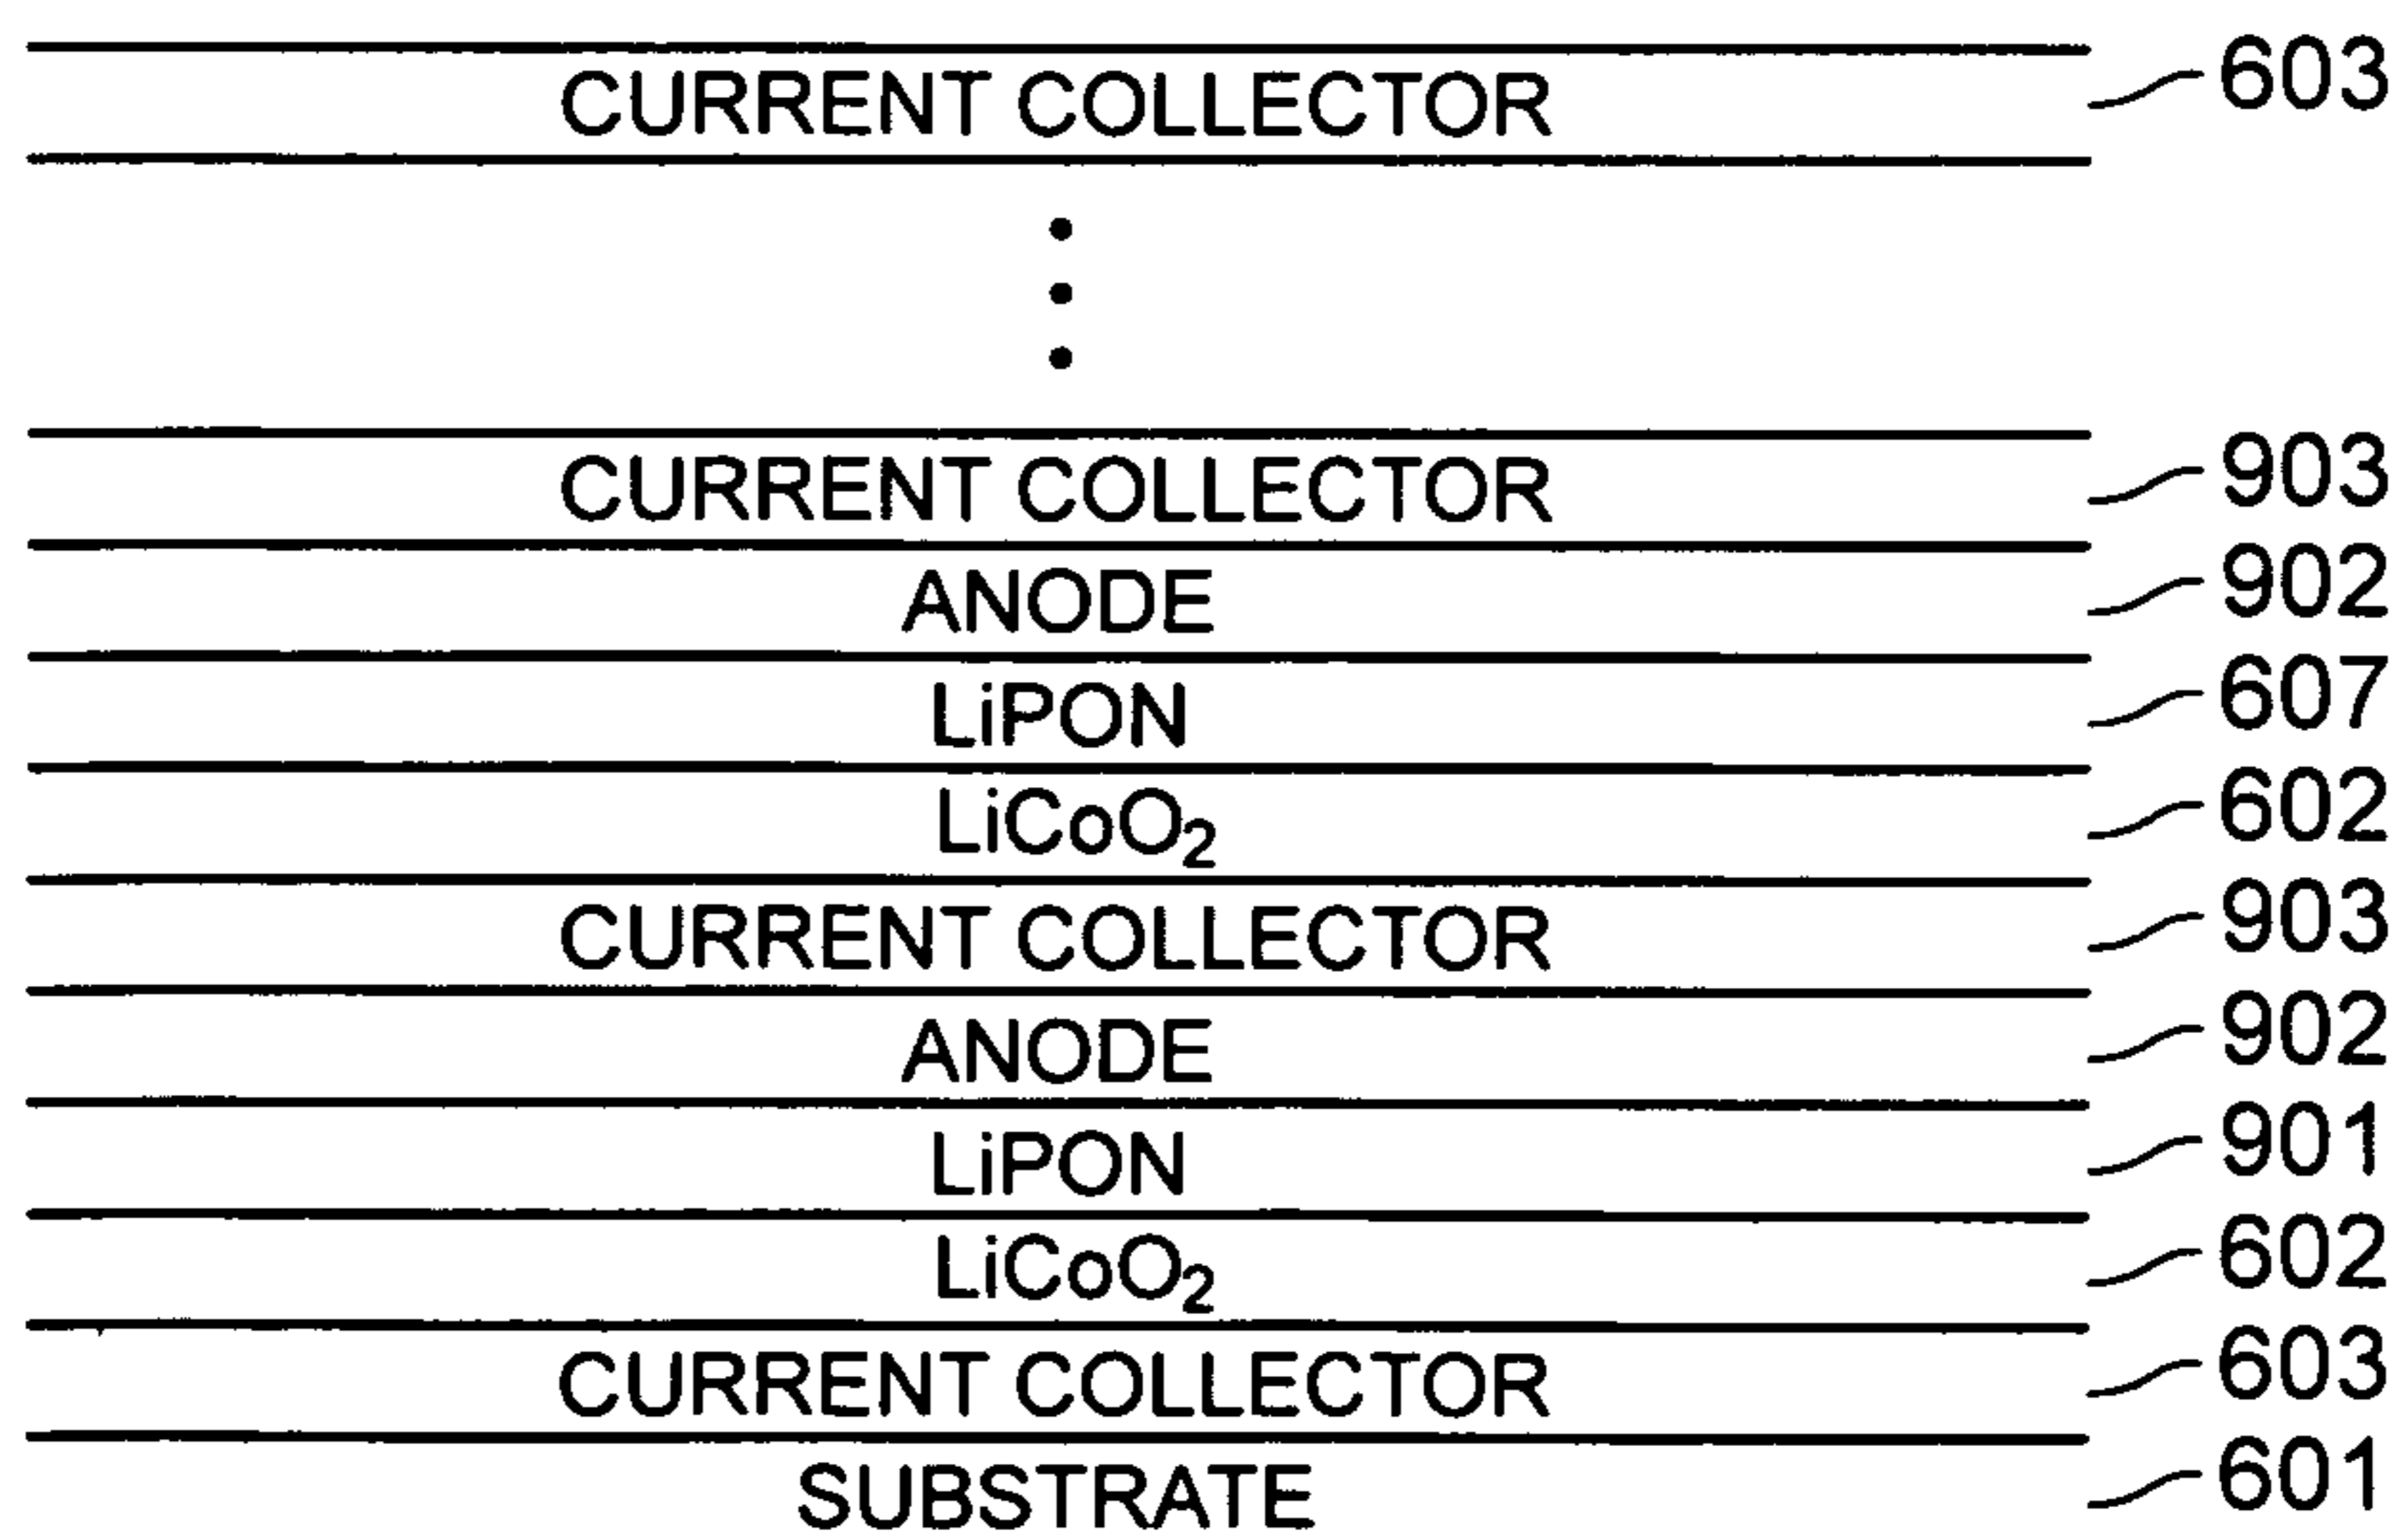 CURRENT COLLECTOR 603
CURRENT COLLECTOR 903
ANODE 902
LiPON 607
LiCoO₂ 602
CURRENT COLLECTOR 903
ANODE 902
LiPON 901
LiCoO₂ 602
CURRENT COLLECTOR 603
SUBSTRATE 601